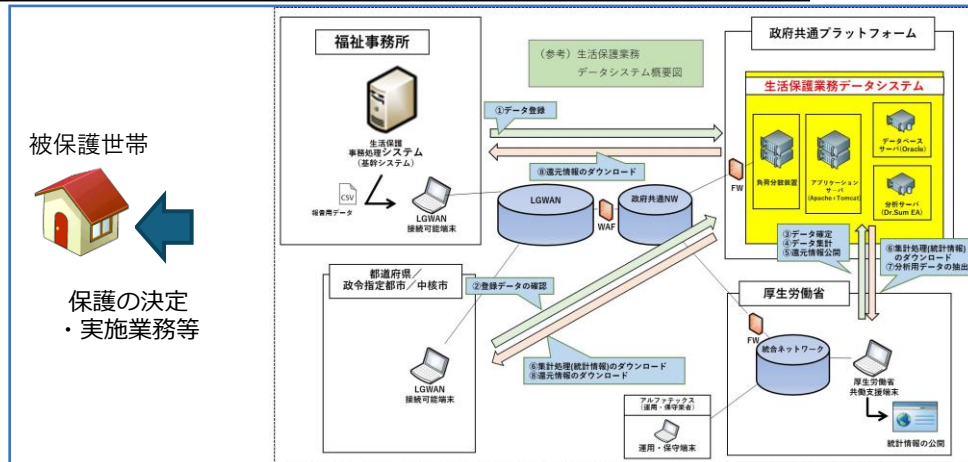 福祉事務所
生活保護
事務処理システム
(基幹システム)
CSV
報告用データ
LGWAN
接続可能端末
被保護世帯
保護の決定
・実施業務等
(参考)生活保護業務
データシステム概要図
①データ登録
⑧還元情報のダウンロード
LGWAN
WAF
政府共通NW
FW
政府共通プラットフォーム
生活保護業務データシステム
負荷分散装置
アプリケーション
サーバ
(Apache+Tomcat)
データベース
サーバ(Oracle)
分析サーバ
(Dr.Sum EA)
都道府県/
政令指定都市/中核市
②登録データの確認
LGWAN
接続可能端末
⑥集計処理(統計情報)のダウンロード
⑧還元情報のダウンロード
③データ確定
④データ集計
⑤還元情報公開
⑥集計処理(統計情報)
のダウンロード
⑦分析用データの抽出
厚生労働省
FW
統合ネットワーク
厚生労働省
共働支援端末
統計情報の公開
アルファテックス
(運用・保守業者)
運用・保守端末